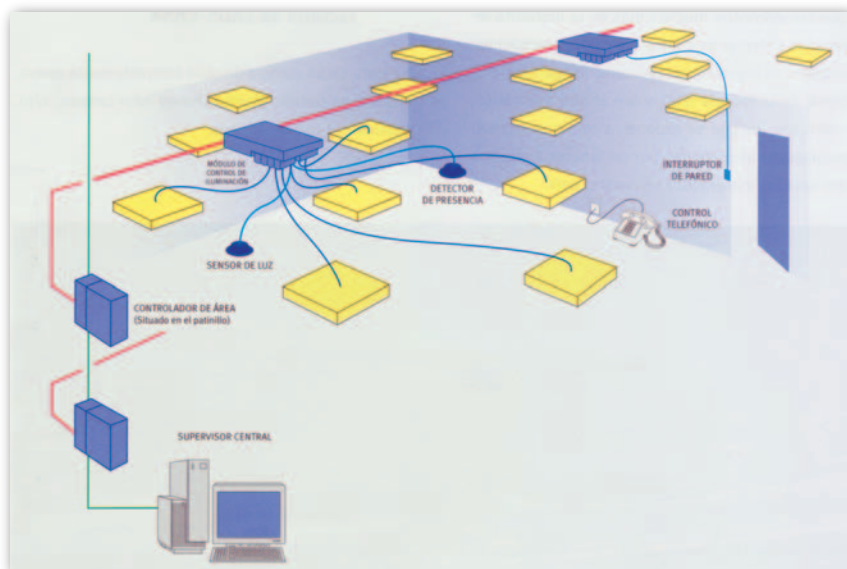 MÓDULO DE
CONTROL DE
ILUMINACIÓN
DETECTOR
DE PRESENCIA
INTERRUPTOR
DE PARED
CONTROL
TELEFÓNICO
SENSOR DE LUZ
CONTROLADOR DE ÁREA
(Situado en el patinillo)
SUPERVISOR CENTRAL